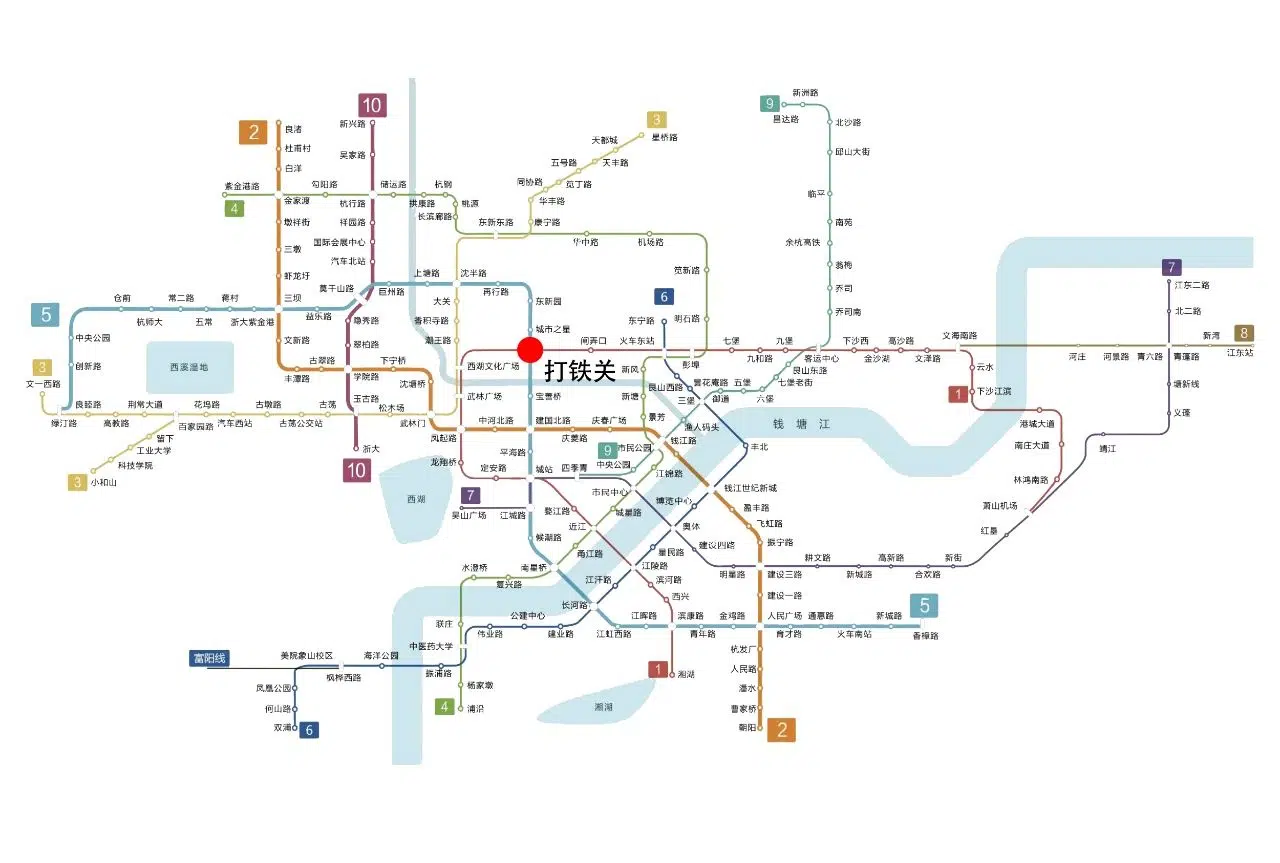 10
新洲路
9
昌达路
3
星桥路
2
良渚
新兴路
天都城
北沙路
杜甫村
吴家路
五号路
天丰路
邱山大街
白洋
同协路
觅丁路
紫金港路
勾阳路
储运路
杭钢
临平
4
金家渡
杭行路
拱康路
桃源
华丰路
长滨廊路
墩祥街
祥园路
东新东路
康宁路
南苑
三墩
国际会展中心
华中路
机场路
余杭高铁
汽车北站
翁梅
7
虾龙圩
莫干山路
上塘路
沈半路
笕新路
江东二路
仓前
常二路
蒋村
三坝
巨州路
再行路
东新园
6
乔司
5
杭师大
五常
浙大紫金港
益乐路
隐秀路
大关
香积寺路
城市之星
东宁路
明石路
乔司南
北二路
中央公园
文新路
翠柏路
潮王路
间弄口
火车东站
七堡
九堡
下沙西
高沙路
文海南路
新湾
8
创新路
西溪湿地
古翠路
下宁桥
西湖文化广场
打铁关
新风
彭埠
九和路
客运中心
金沙湖
文泽路
河庄
河景路
青六路
青蓬路
江东站
3
文一西路
丰潭路
学院路
沈塘桥
艮山西路
曹花庵路
五堡
七堡老街
艮山东路
云水
塘新线
良睦路
荆常大道
花坞路
古墩路
古荡
玉古路
松木场
武林广场
宝善桥
新塘
三堡
御道
六堡
1
下沙江滨
绿汀路
高教路
百家园路
汽车西站
古荡公交站
武林门
中河北路
建国北路
庆春广场
景芳
渔人码头
钱 塘 江
港城大道
义蓬
留下
工业大学
科技学院
浙大
凤起路
庆菱路
9
市民公园
钱江路
丰北
南庄大道
靖江
3
小和山
10
龙翔桥
平海路
定安路
城站
四季青
中央公园
江锦路
林鸿南路
西湖
7
吴山广场
江城路
婺江路
市民中心
城星路
博览中心
钱江世纪新城
盈丰路
萧山机场
候潮路
近江
奥体
飞虹路
红垦
甬江路
星民路
建设四路
振宁路
耕文路
高新路
新街
水澄桥
南星桥
江汗路
江陵路
滨河路
明星路
建设三路
新城路
合欢路
复兴路
长河路
西兴
建设一路
5
联庄
公建中心
江晖路
滨康路
金鸡路
人民广场
通惠路
新城路
伟业路
建业路
江虹西路
青年路
育才路
火车南站
香樟路
富阳线
美院象山校区
海洋公园
中医药大学
杭发厂
枫桦西路
振浦路
1
湘湖
人民路
凤凰公园
杨家墩
潘水
何山路
4
浦沿
湘湖
曹家桥
双浦
6
朝阳
2